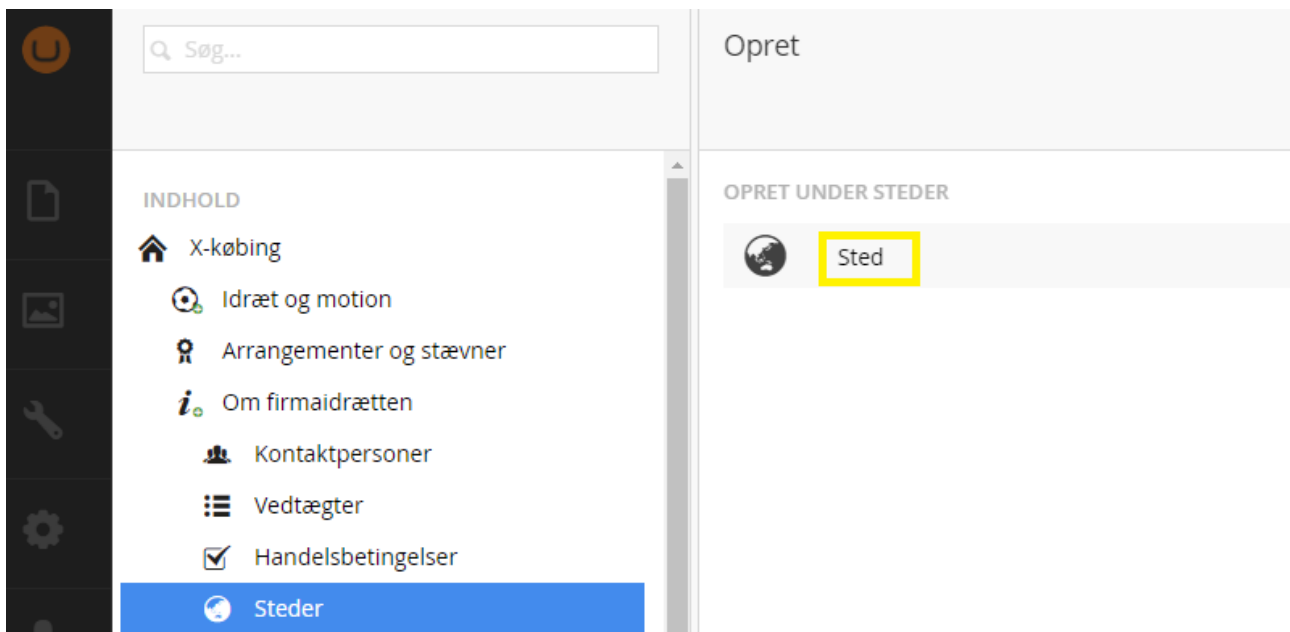 Søg...
INDHOLD
X-købing
Idræt og motion
Arrangementer og stævner
Om firmaidrætten
Kontaktpersoner
Vedtægter
Handelsbetingelser
Steder
Opret
OPRET UNDER STEDER
Sted